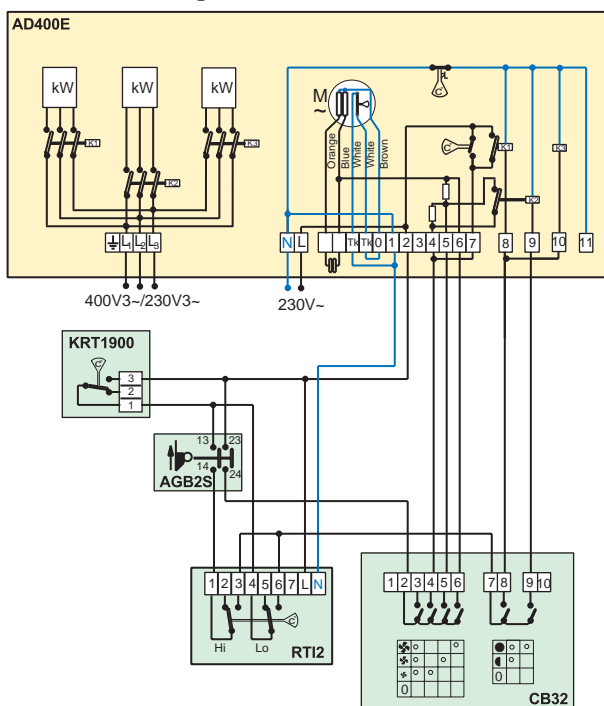 AD400E
kW kW kW
K1 K2 K3
M ~
Orange Blue White White Brown
C°
C°
K1 K3
K2
L1 L2 L3
N L
Tk Tk 0 1 2 3 4 5 6 7 8 9 10 11
400V3~/230V3~
230V~
KRT1900
C°
3
2
1
13 23
14 24
AGB2S
1 2 3 4 5 6 7 L N
C°
Hi Lo
RTI2
1 2 3 4 5 6 7 8 9 10
0
0
CB32